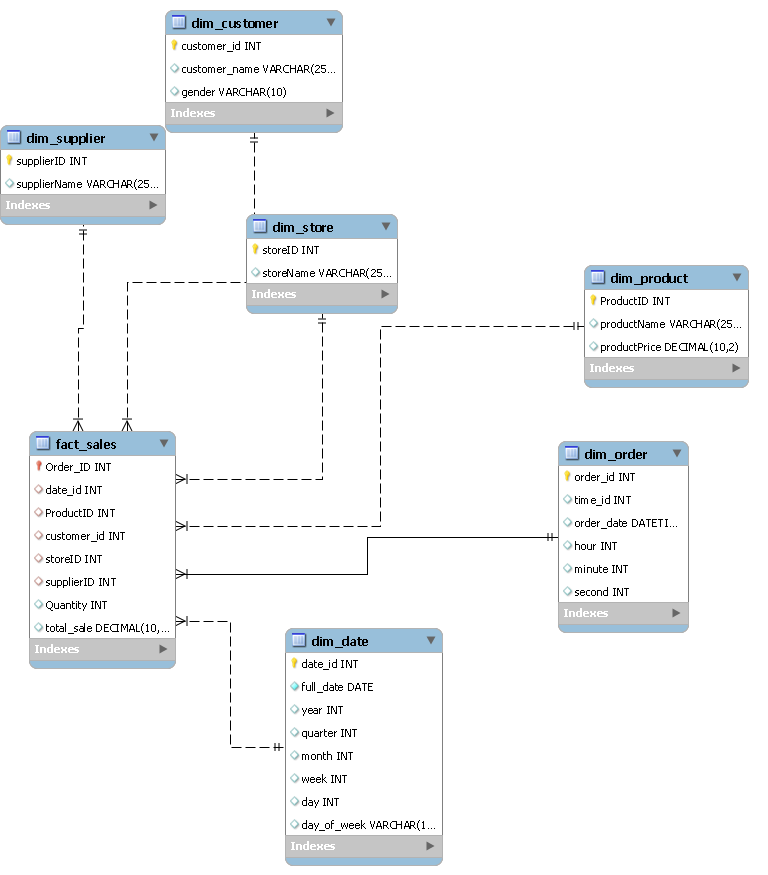 dim_customer
customer_id INT
customer_name VARCHAR(25...
gender VARCHAR(10)
Indexes
dim_supplier
supplierID INT
supplierName VARCHAR(25...
Indexes
dim_store
storeID INT
storeName VARCHAR(25...
Indexes
dim_product
ProductID INT
productName VARCHAR(25...
productPrice DECIMAL(10,2)
Indexes
fact_sales
Order_ID INT
date_id INT
ProductID INT
customer_id INT
storeID INT
supplierID INT
Quantity INT
total_sale DECIMAL(10,...
Indexes
dim_order
order_id INT
time_id INT
order_date DATETI...
hour INT
minute INT
second INT
Indexes
dim_date
date_id INT
full_date DATE
year INT
quarter INT
month INT
week INT
day INT
day_of_week VARCHAR(1...
Indexes